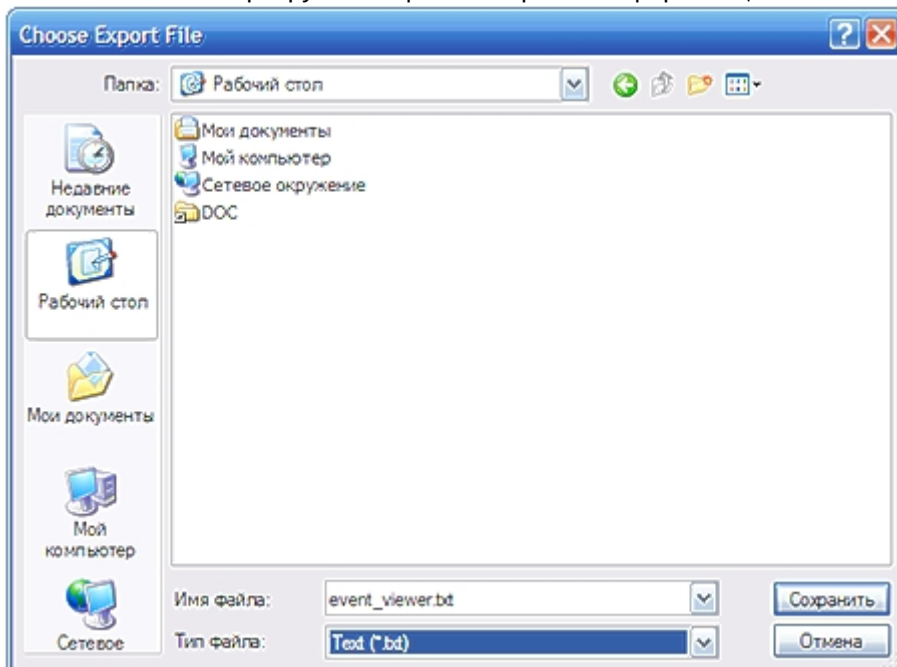 Choose Export File
Папка:
Рабочий стол
Мои документы
Мой компьютер
Сетевое окружение
DOC
Недавние
документы
Рабочий стол
Мои документы
Мой
компьютер
Сетевое
Имя файла:
event_viewer.txt
Сохранить
Тип файла:
Text (*.txt)
Отмена